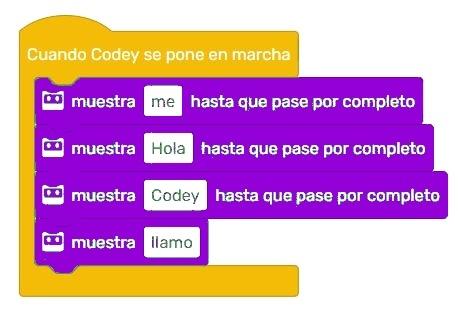 Cuando Codey se pone en marcha
muestra me hasta que pase por completo
muestra Hola hasta que pase por completo
muestra Codey hasta que pase por completo
muestra llamo